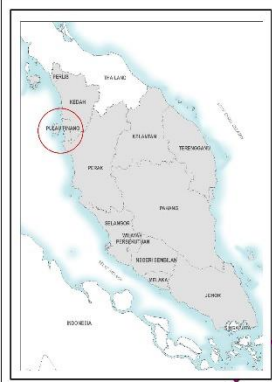 PERLIS
THAILAND
KEDAH
PULAU PINANG
KELANTAN
TERENGGANU
PERAK
PAHANG
SELANGOR
WILAYAH
PERSEKUTUAN
NEGERI SEMBILAN
MELAKA
JOHOR
INDONESIA
SINGAPURA